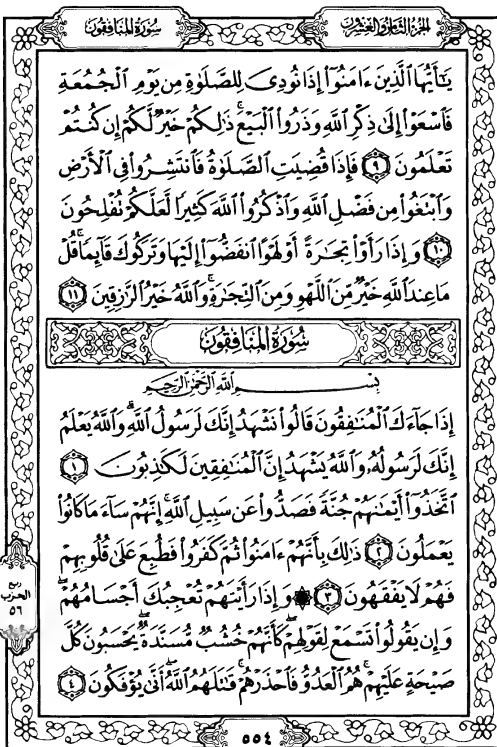 الجزء الثامن والعشرون
سورة المنافقون
يَٰٓأَيُّهَا ٱلَّذِينَ ءَامَنُوٓا۟ إِذَا نُودِىَ لِلصَّلَوٰةِ مِن يَوْمِ ٱلْجُمُعَةِ
فَٱسْعَوْا۟ إِلَىٰ ذِكْرِ ٱللَّهِ وَذَرُوا۟ ٱلْبَيْعَ ۚ ذَٰلِكُمْ خَيْرٌ لَّكُمْ إِن كُنتُمْ
تَعْلَمُونَ ٩ فَإِذَا قُضِيَتِ ٱلصَّلَوٰةُ فَٱنتَشِرُوا۟ فِى ٱلْأَرْضِ
وَٱبْتَغُوا۟ مِن فَضْلِ ٱللَّهِ وَٱذْكُرُوا۟ ٱللَّهَ كَثِيرًا لَّعَلَّكُمْ تُفْلِحُونَ
١٠ وَإِذَا رَأَوْا۟ تِجَٰرَةً أَوْ لَهْوًا ٱنفَضُّوٓا۟ إِلَيْهَا وَتَرَكُوكَ قَآئِمًا ۚ قُلْ
مَا عِندَ ٱللَّهِ خَيْرٌ مِّنَ ٱللَّهْوِ وَمِنَ ٱلتِّجَٰرَةِ ۚ وَٱللَّهُ خَيْرُ ٱلرَّٰزِقِينَ ١١
سُورَةُ المُنَافِقُونَ
بِسْمِ ٱللَّهِ ٱلرَّحْمَٰنِ ٱلرَّحِيمِ
إِذَا جَآءَكَ ٱلْمُنَٰفِقُونَ قَالُوا۟ نَشْهَدُ إِنَّكَ لَرَسُولُ ٱللَّهِ ۗ وَٱللَّهُ يَعْلَمُ
إِنَّكَ لَرَسُولُهُۥ وَٱللَّهُ يَشْهَدُ إِنَّ ٱلْمُنَٰفِقِينَ لَكَٰذِبُونَ ١
ٱتَّخَذُوٓا۟ أَيْمَٰنَهُمْ جُنَّةً فَصَدُّوا۟ عَن سَبِيلِ ٱللَّهِ ۚ إِنَّهُمْ سَآءَ مَا كَانُوا۟
يَعْمَلُونَ ٢ ذَٰلِكَ بِأَنَّهُمْ ءَامَنُوا۟ ثُمَّ كَفَرُوا۟ فَطُبِعَ عَلَىٰ قُلُوبِهِمْ
فَهُمْ لَا يَفْقَهُونَ ٣ ۞ وَإِذَا رَأَيْتَهُمْ تُعْجِبُكَ أَجْسَامُهُمْ ۖ
وَإِن يَقُولُوا۟ تَسْمَعْ لِقَوْلِهِمْ ۖ كَأَنَّهُمْ خُشُبٌ مُّسَنَّدَةٌ ۖ يَحْسَبُونَ كُلَّ
صَيْحَةٍ عَلَيْهِمْ ۚ هُمُ ٱلْعَدُوُّ فَٱحْذَرْهُمْ ۚ قَٰتَلَهُمُ ٱللَّهُ ۖ أَنَّىٰ يُؤْفَكُونَ ٤
ربع
الحزب
٥٦
٥٥٤